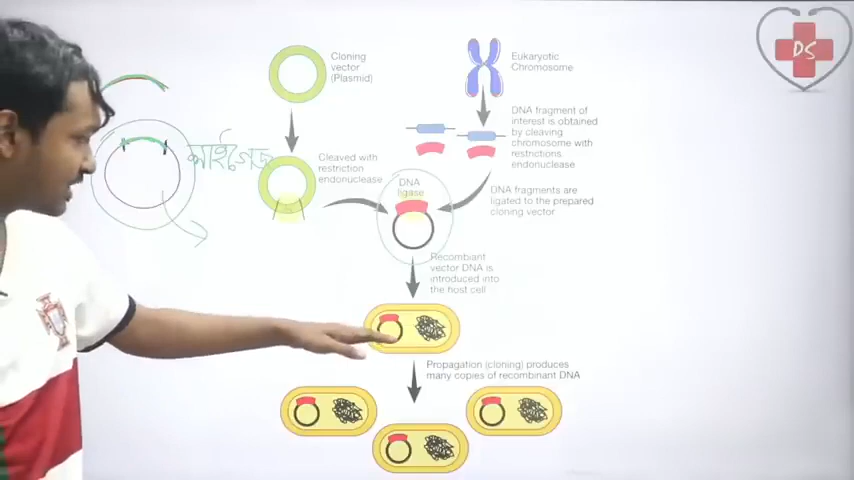 Cloning
vector
(Plasmid)
Eukaryotic
Chromosome
DS
DNA fragment of
interest is obtained
by cleaving
chromosome with
restrictions
endonuclease
লাইগেজ
Cleaved with
restriction
endonuclease
DNA
ligase
DNA fragments are
ligated to the prepared
cloning vector
Recombiant
vector DNA is
introduced into
the host cell
Propagation (cloning) produces
many copies of recombinant DNA